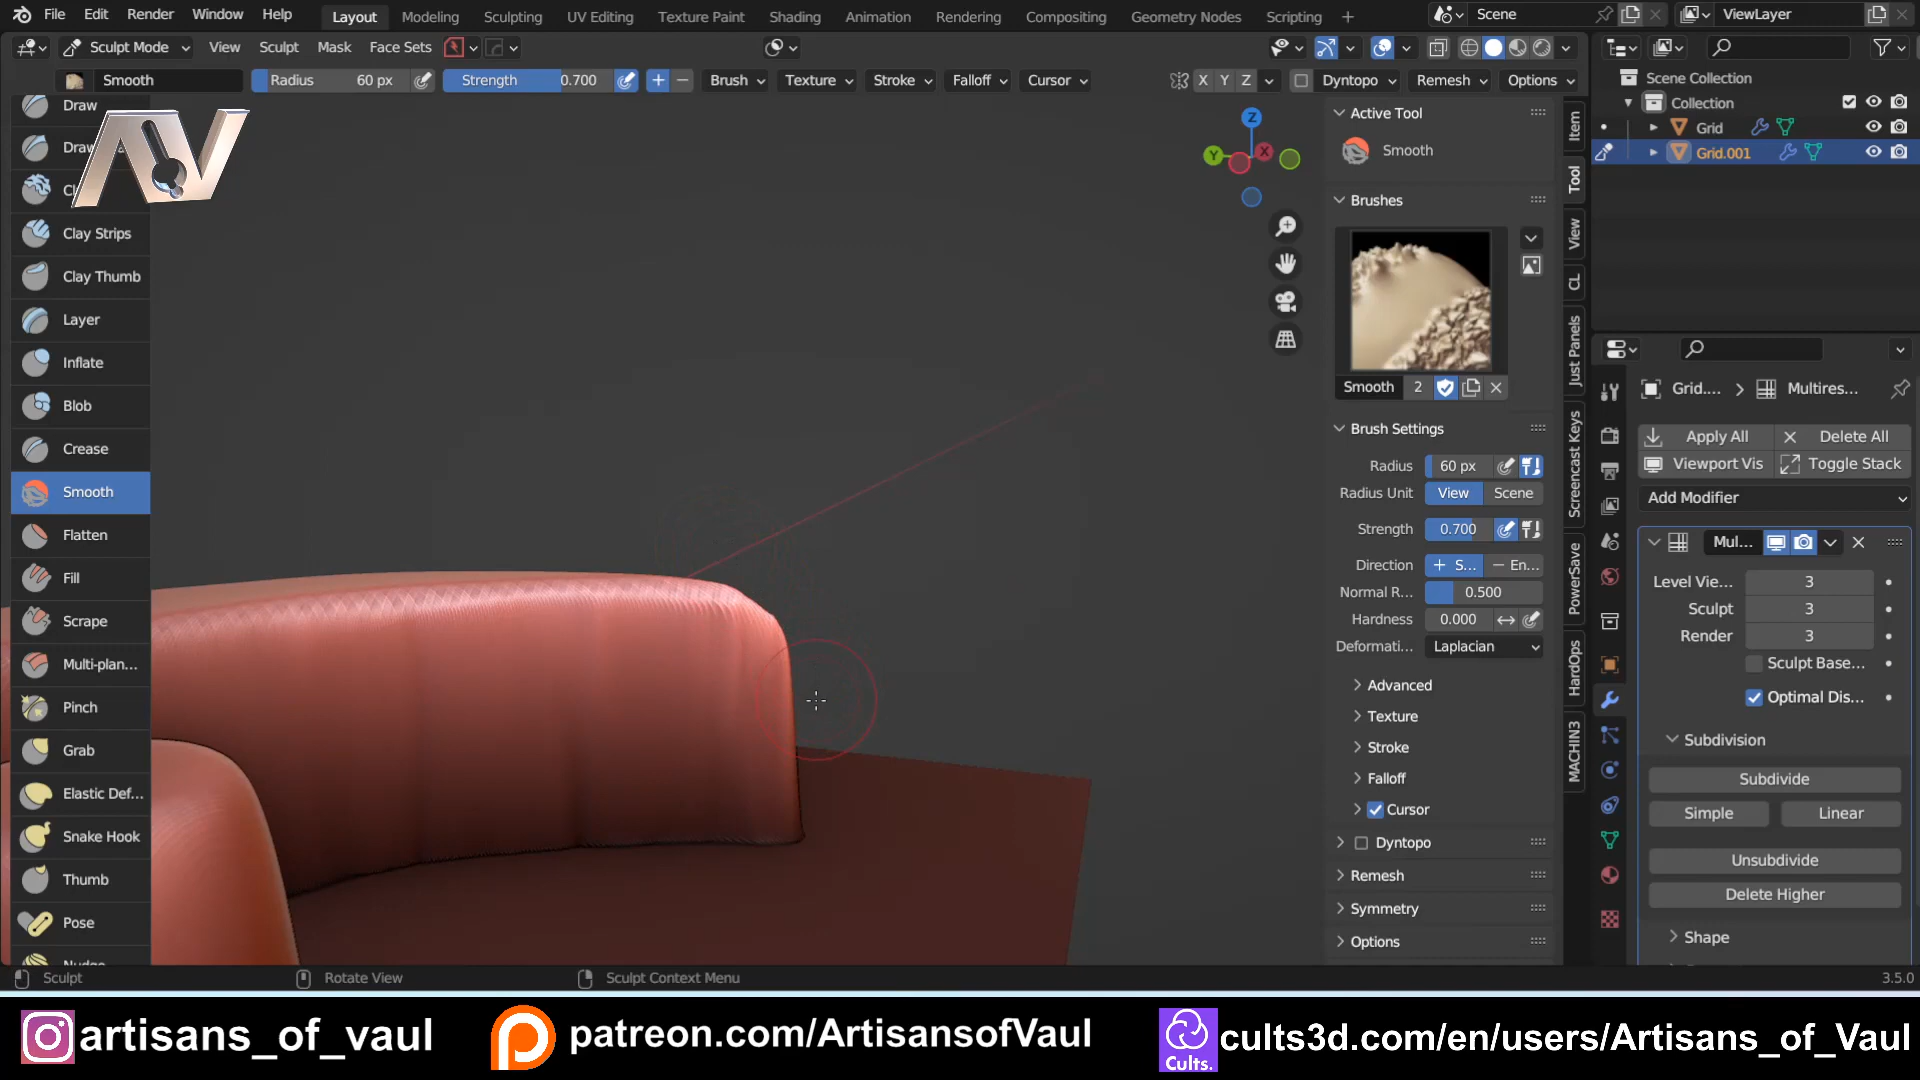 File Edit Render Window Help Layout Modeling Sculpting UV Editing Texture Paint Shading Animation Rendering Compositing Geometry Nodes Scripting + Scene ViewLayer
Sculpt Mode View Sculpt Mask Face Sets
Smooth Radius 60 px Strength 0.700 + − Brush Texture Stroke Falloff Cursor X Y Z Dyntopo Remesh Options
Draw
Clay Strips
Clay Thumb
Layer
Inflate
Blob
Crease
Smooth
Flatten
Fill
Scrape
Multi-plan...
Pinch
Grab
Elastic Def...
Snake Hook
Thumb
Pose
Nudge
AV
Z
Y
X
Active Tool
Smooth
Brushes
Smooth 2
Brush Settings
Radius 60 px
Radius Unit View Scene
Strength 0.700
Direction + S... − En...
Normal R... 0.500
Hardness 0.000
Deformati... Laplacian
Advanced
Texture
Stroke
Falloff
Cursor
Dyntopo
Remesh
Symmetry
Options
Item
Tool
View
CL
Just Panels
Screencast Keys
PowerSave
HardOps
MACHIN3
Scene Collection
Collection
Grid
Grid.001
Grid.... Multires...
Apply All Delete All
Viewport Vis Toggle Stack
Add Modifier
Mul...
Level Vie... 3
Sculpt 3
Render 3
Sculpt Base...
Optimal Dis...
Subdivision
Subdivide
Simple Linear
Unsubdivide
Delete Higher
Shape
Sculpt Rotate View Sculpt Context Menu 3.5.0
artisans_of_vaul patreon.com/ArtisansofVaul Cults. cults3d.com/en/users/Artisans_of_Vaul